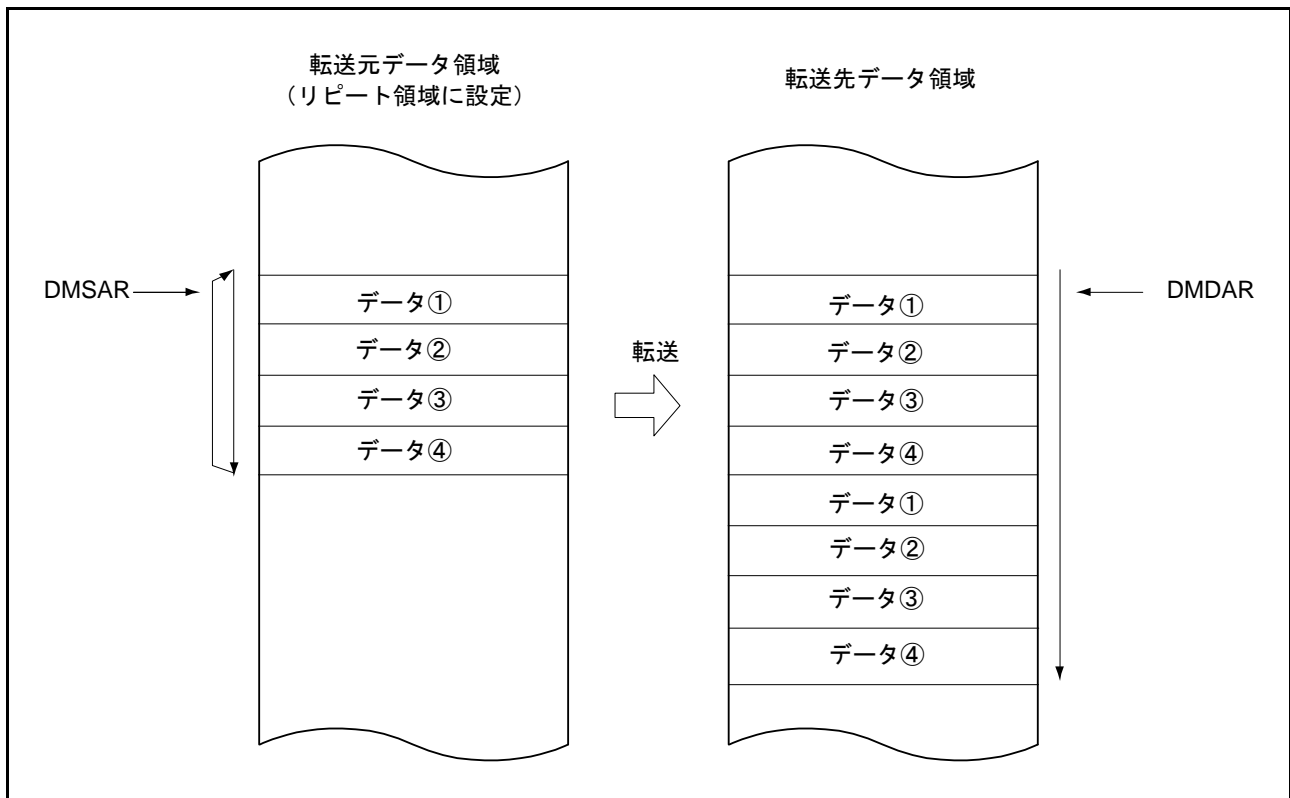 転送元データ領域
（リピート領域に設定）
転送先データ領域
DMSAR
データ①
データ②
データ③
データ④
転送
データ①
データ②
データ③
データ④
データ①
データ②
データ③
データ④
DMDAR